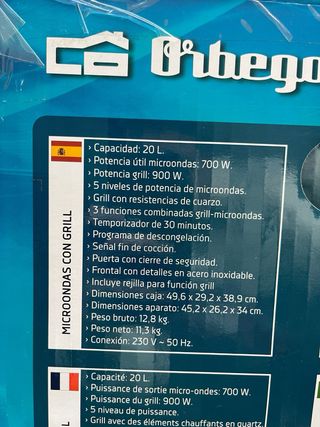 Orbego
MICROONDAS CON GRILL
› Capacidad: 20 L.
› Potencia útil microondas: 700 W.
› Potencia grill: 900 W.
› 5 niveles de potencia de microondas.
› Grill con resistencias de cuarzo.
› 3 funciones combinadas grill-microondas.
› Temporizador de 30 minutos.
› Programa de descongelación.
› Señal fin de cocción.
› Puerta con cierre de seguridad.
› Frontal con detalles en acero inoxidable.
› Incluye rejilla para función grill
› Dimensiones caja: 49,6 x 29,2 x 38,9 cm.
› Dimensiones aparato: 45,2 x 26,2 x 34 cm.
› Peso bruto: 12,8 kg.
› Peso neto: 11,3 kg.
› Conexión: 230 V ~ 50 Hz.
› Capacité: 20 L.
› Puissance de sortie micro-ondes: 700 W.
› Puissance du grill: 900 W.
› 5 niveau de puissance.
› Grill avec des éléments chauffants en quartz.